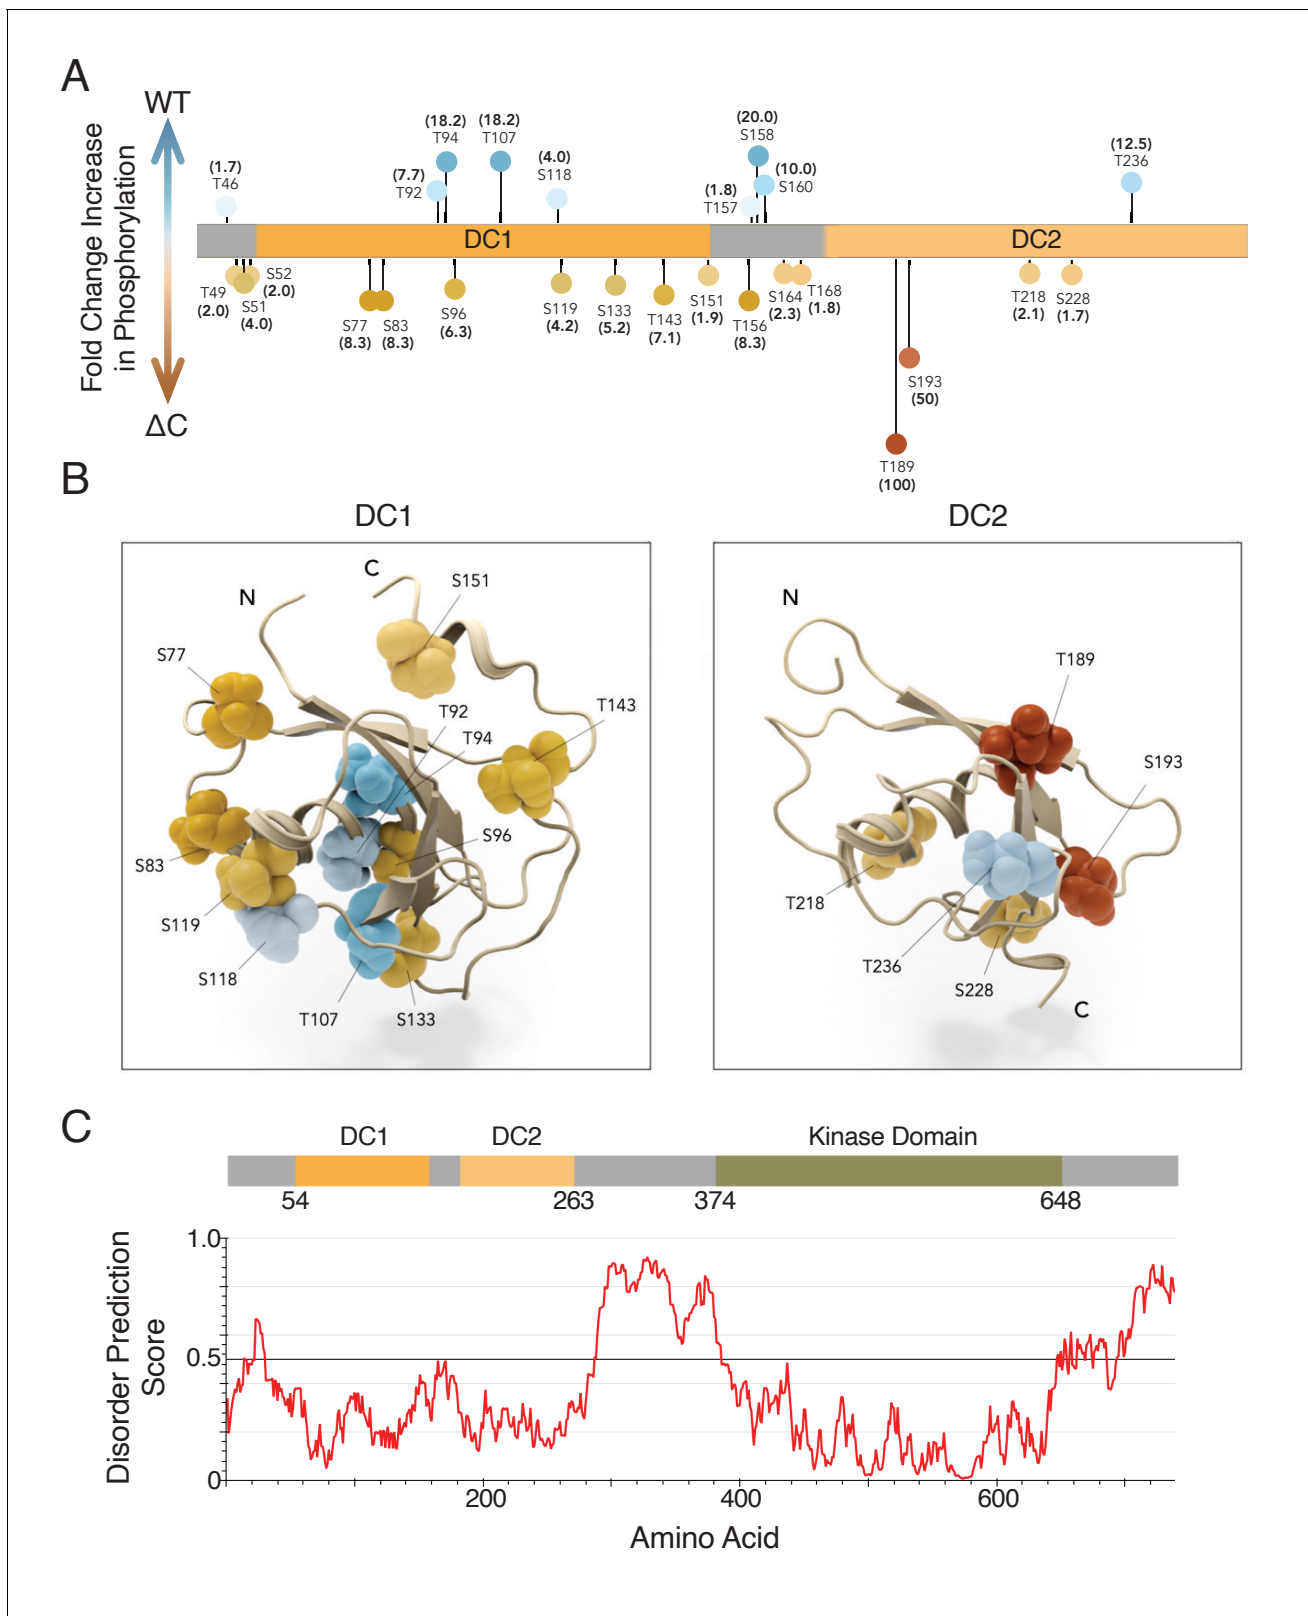 A
WT
Fold Change Increase
in Phosphorylation
ΔC
(1.7)
T46
(7.7)
T92
(18.2)
T94
(18.2)
T107
(4.0)
S118
(1.8)
T157
(20.0)
S158
(10.0)
S160
(12.5)
T236
DC1
DC2
T49
(2.0)
S51
(4.0)
S52
(2.0)
S77
(8.3)
S83
(8.3)
S96
(6.3)
S119
(4.2)
S133
(5.2)
T143
(7.1)
S151
(1.9)
T156
(8.3)
S164
(2.3)
T168
(1.8)
T189
(100)
S193
(50)
T218
(2.1)
S228
(1.7)
B
DC1
N
C
S151
S77
T92
T94
T143
S96
S83
S119
S118
T107
S133
DC2
N
T189
S193
T218
T236
S228
C
C
DC1
DC2
Kinase Domain
54
263
374
648
Disorder Prediction
Score
1.0
0.5
0
200
400
600
Amino Acid